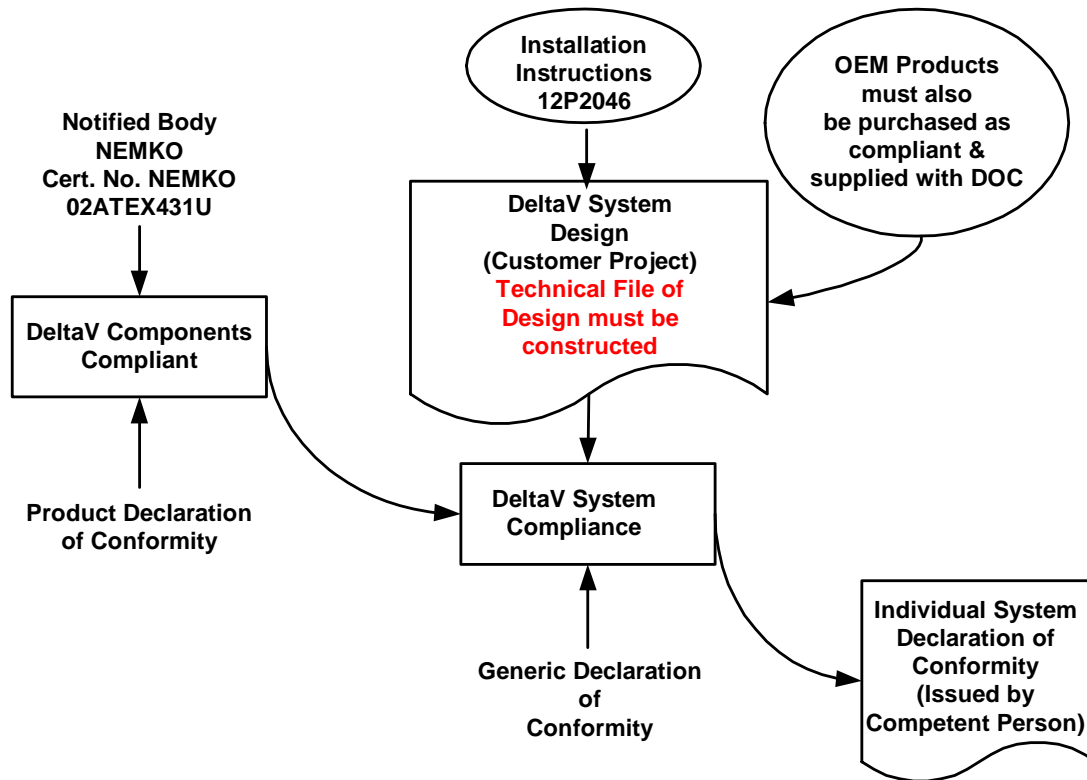 Installation
Instructions
12P2046
OEM Products
must also
be purchased as
compliant &
supplied with DOC
Notified Body
NEMKO
Cert. No. NEMKO
02ATEX431U
DeltaV System
Design
(Customer Project)
Technical File of
Design must be
constructed
DeltaV Components
Compliant
Product Declaration
of Conformity
DeltaV System
Compliance
Generic Declaration
of
Conformity
Individual System
Declaration of
Conformity
(Issued by
Competent Person)